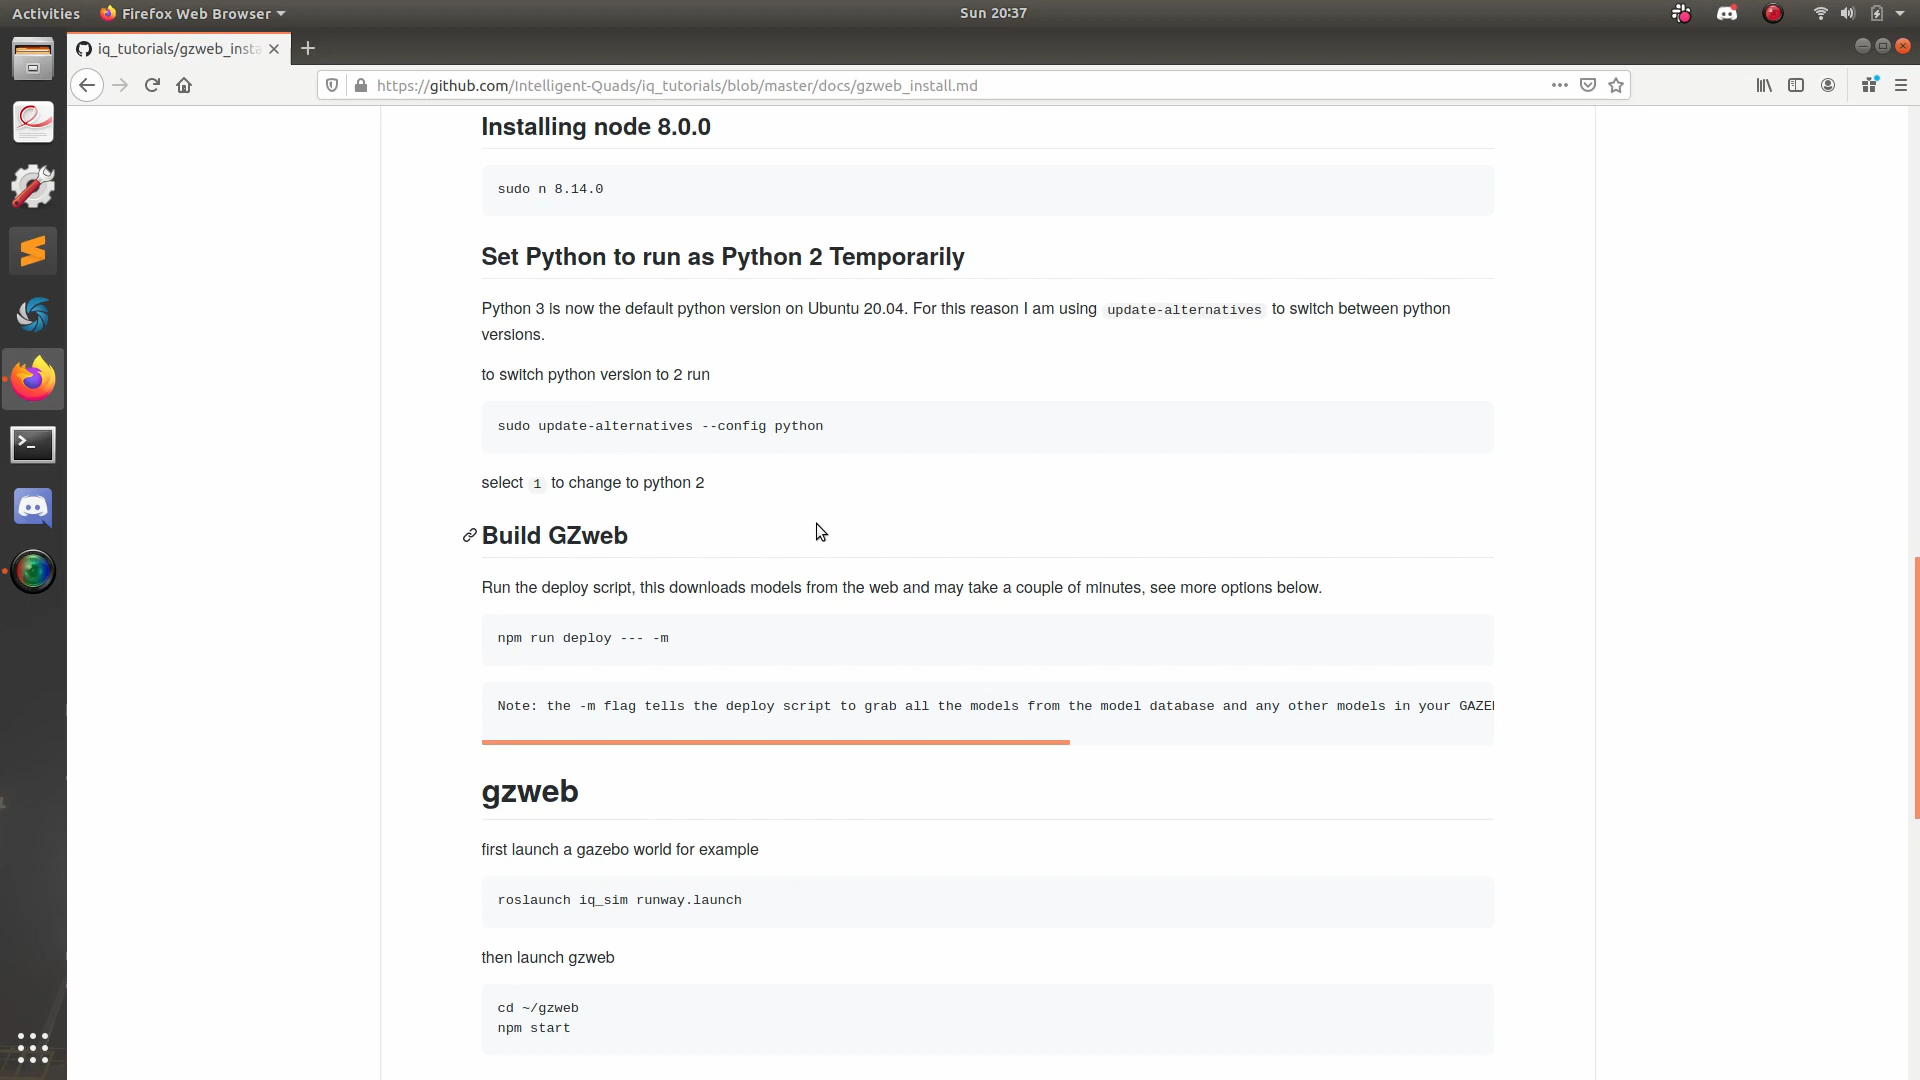 Activities
Firefox Web Browser
Sun 20:37
iq_tutorials/gzweb_insta
https://github.com/Intelligent-Quads/iq_tutorials/blob/master/docs/gzweb_install.md
Installing node 8.0.0
sudo n 8.14.0
Set Python to run as Python 2 Temporarily
Python 3 is now the default python version on Ubuntu 20.04. For this reason I am using update-alternatives to switch between python
versions.
to switch python version to 2 run
sudo update-alternatives --config python
select 1 to change to python 2
Build GZweb
Run the deploy script, this downloads models from the web and may take a couple of minutes, see more options below.
npm run deploy --- -m
Note: the -m flag tells the deploy script to grab all the models from the model database and any other models in your GAZE
gzweb
first launch a gazebo world for example
roslaunch iq_sim runway.launch
then launch gzweb
cd ~/gzweb
npm start